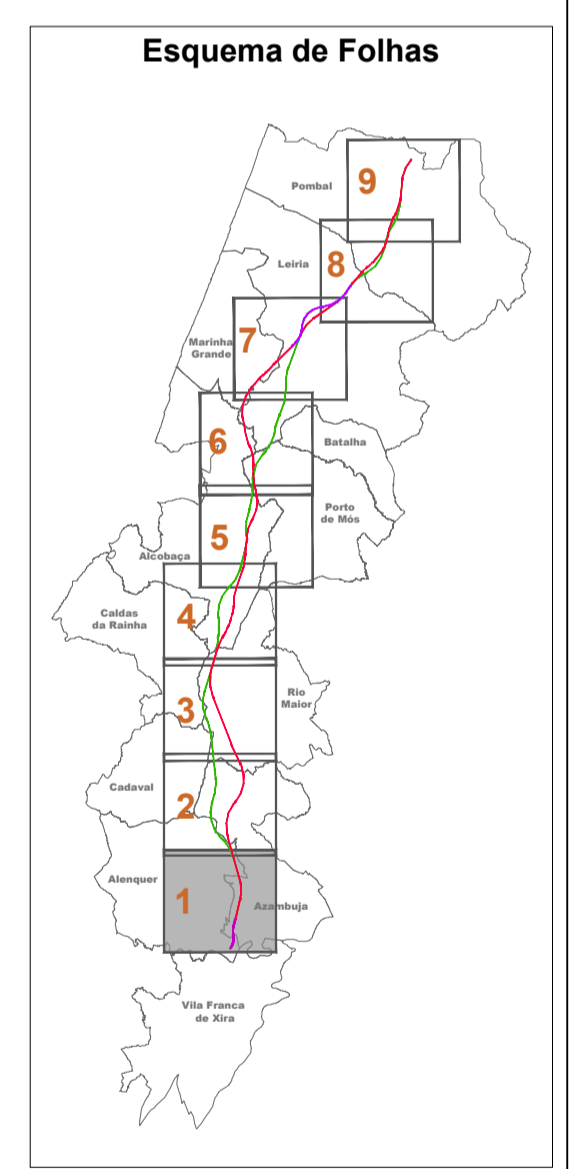 Esquema de Folhas
9
Pombal
8
Leiria
7
Marinha
Grande
6
Batalha
Porto
de Mós
5
Alcobaça
4
Caldas
da Rainha
Rio
Maior
3
Cadaval
2
Alenquer
1
Azambuja
Vila Franca
de Xira